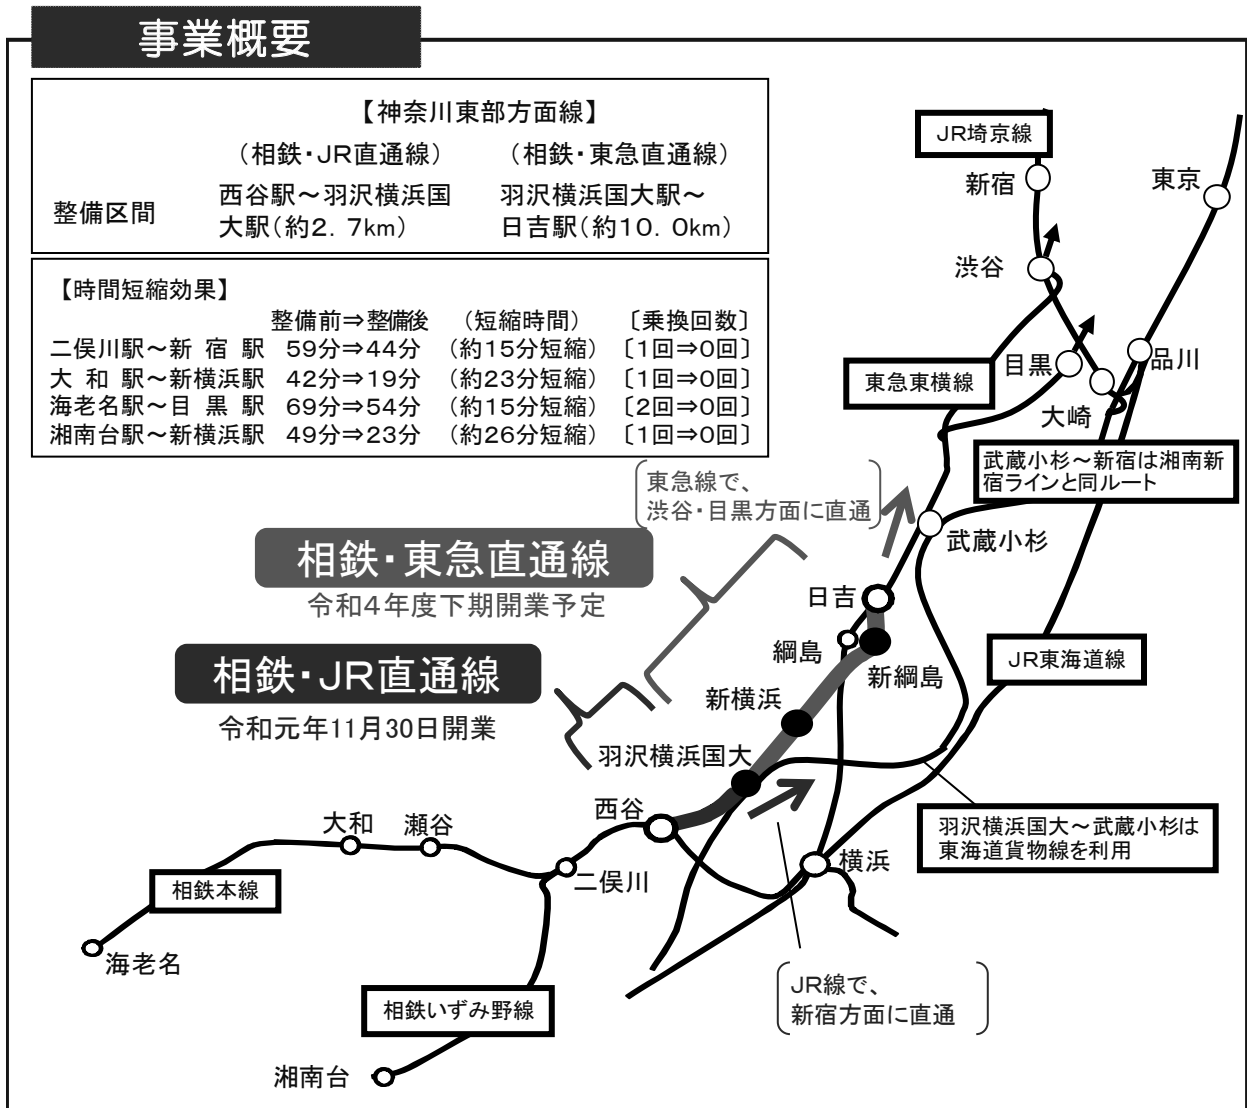 事業概要
【神奈川東部方面線】
（相鉄・JR直通線）　（相鉄・東急直通線）
整備区間
西谷駅～羽沢横浜国
大駅（約2．7km）
羽沢横浜国大駅～
日吉駅（約10．0km）
【時間短縮効果】
整備前⇒整備後　（短縮時間）　〔乗換回数〕
二俣川駅～新 宿 駅　59分⇒44分　（約15分短縮）　〔1回⇒0回〕
大 和 駅～新横浜駅　42分⇒19分　（約23分短縮）　〔1回⇒0回〕
海老名駅～目 黒 駅　69分⇒54分　（約15分短縮）　〔2回⇒0回〕
湘南台駅～新横浜駅　49分⇒23分　（約26分短縮）　〔1回⇒0回〕
JR埼京線
新宿
東京
渋谷
目黒
品川
東急東横線
大崎
武蔵小杉～新宿は湘南新
宿ラインと同ルート
東急線で、
渋谷・目黒方面に直通
武蔵小杉
相鉄・東急直通線
令和4年度下期開業予定
日吉
綱島
新綱島
JR東海道線
相鉄・JR直通線
令和元年11月30日開業
新横浜
羽沢横浜国大
西谷
大和
瀬谷
二俣川
横浜
羽沢横浜国大～武蔵小杉は
東海道貨物線を利用
相鉄本線
海老名
JR線で、
新宿方面に直通
相鉄いずみ野線
湘南台